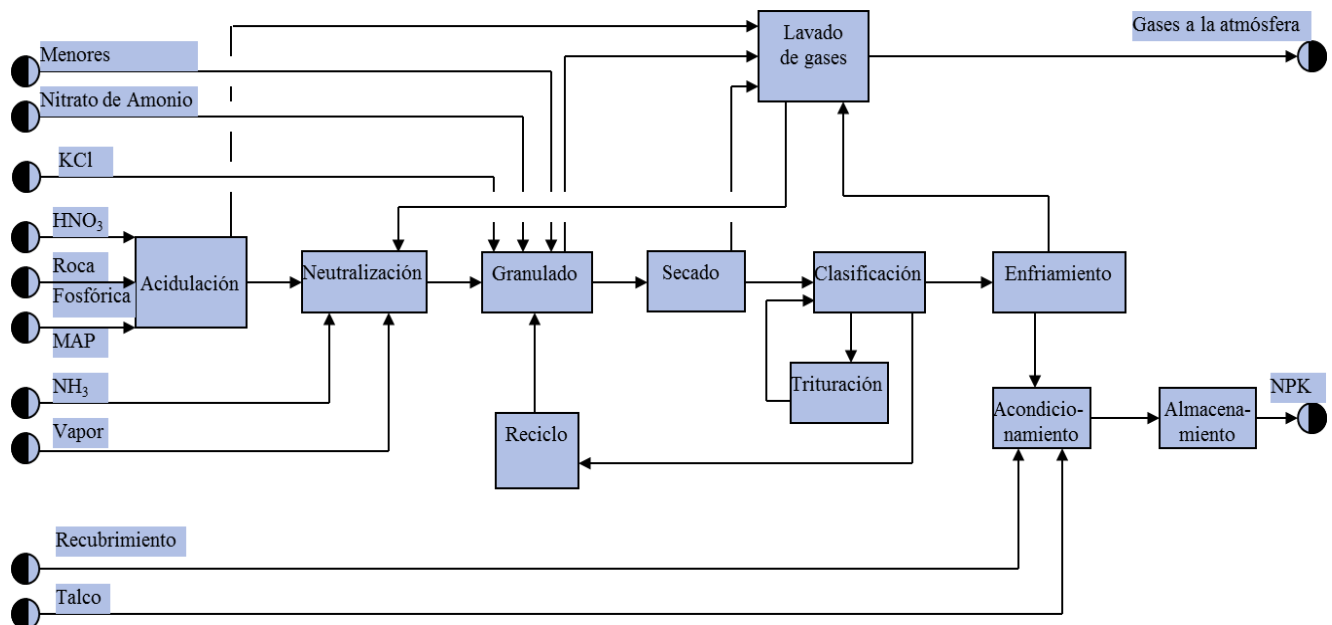 Lavado
de gases
Gases a la atmósfera
Menores
Nitrato de Amonio
KCl
HNO₃
Roca
Fosfórica
MAP
Acidulación
Neutralización
Granulado
Secado
Clasificación
Enfriamiento
Trituración
NH₃
Vapor
Reciclo
Acondicio-
namiento
Almacena-
miento
NPK
Recubrimiento
Talco